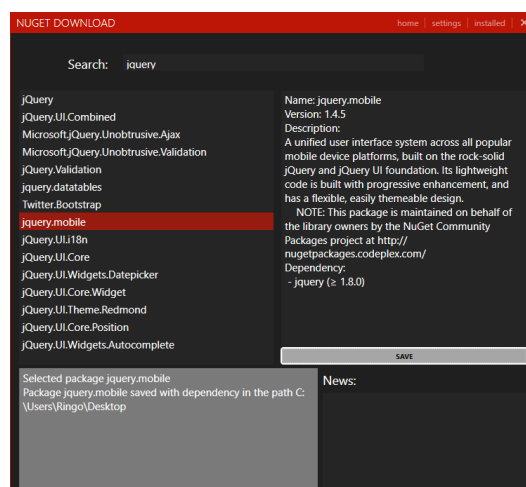 NUGET DOWNLOAD
home | settings | installed | ✕
Search:
jquery
jQuery
jQuery.UI.Combined
Microsoft.jQuery.Unobtrusive.Ajax
Microsoft.jQuery.Unobtrusive.Validation
jQuery.Validation
jquery.datatables
Twitter.Bootstrap
jquery.mobile
jQuery.UI.i18n
jQuery.UI.Core
jQuery.UI.Widgets.Datepicker
jQuery.UI.Core.Widget
jQuery.UI.Theme.Redmond
jQuery.UI.Core.Position
jQuery.UI.Widgets.Autocomplete
Name: jquery.mobile
Version: 1.4.5
Description:
A unified user interface system across all popular
mobile device platforms, built on the rock-solid
jQuery and jQuery UI foundation. Its lightweight
code is built with progressive enhancement, and
has a flexible, easily themeable design.
NOTE: This package is maintained on behalf of
the library owners by the NuGet Community
Packages project at http://
nugetpackages.codeplex.com/
Dependency:
- jquery (≥ 1.8.0)
SAVE
Selected package jquery.mobile
Package jquery.mobile saved with dependency in the path C:
\Users\Ringo\Desktop
News: